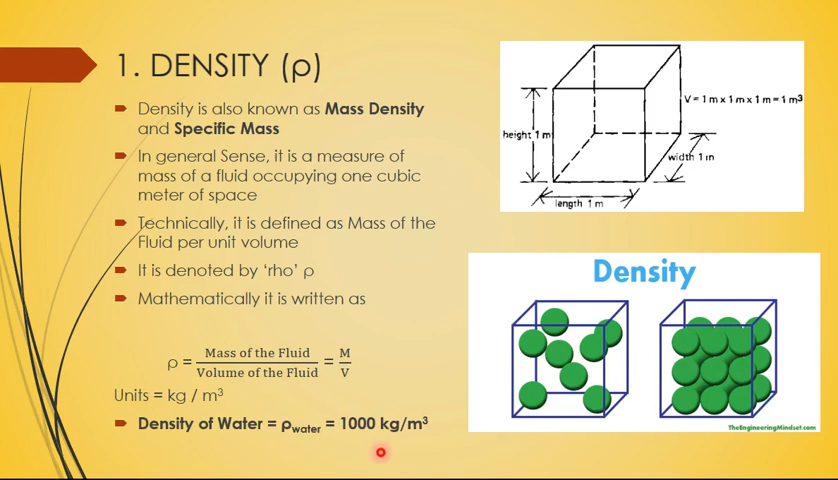 1. DENSITY (ρ)
Density is also known as Mass Density
and Specific Mass
In general Sense, it is a measure of
mass of a fluid occupying one cubic
meter of space
Technically, it is defined as Mass of the
Fluid per unit volume
It is denoted by ‘rho’ ρ
Mathematically it is written as
ρ = Mass of the Fluid / Volume of the Fluid = M / V
Units = kg / m³
Density of Water = ρwater = 1000 kg/m³
V = 1 m x 1 m x 1 m = 1 m³
height 1 m
width 1 m
length 1 m
Density
TheEngineeringMindset.com